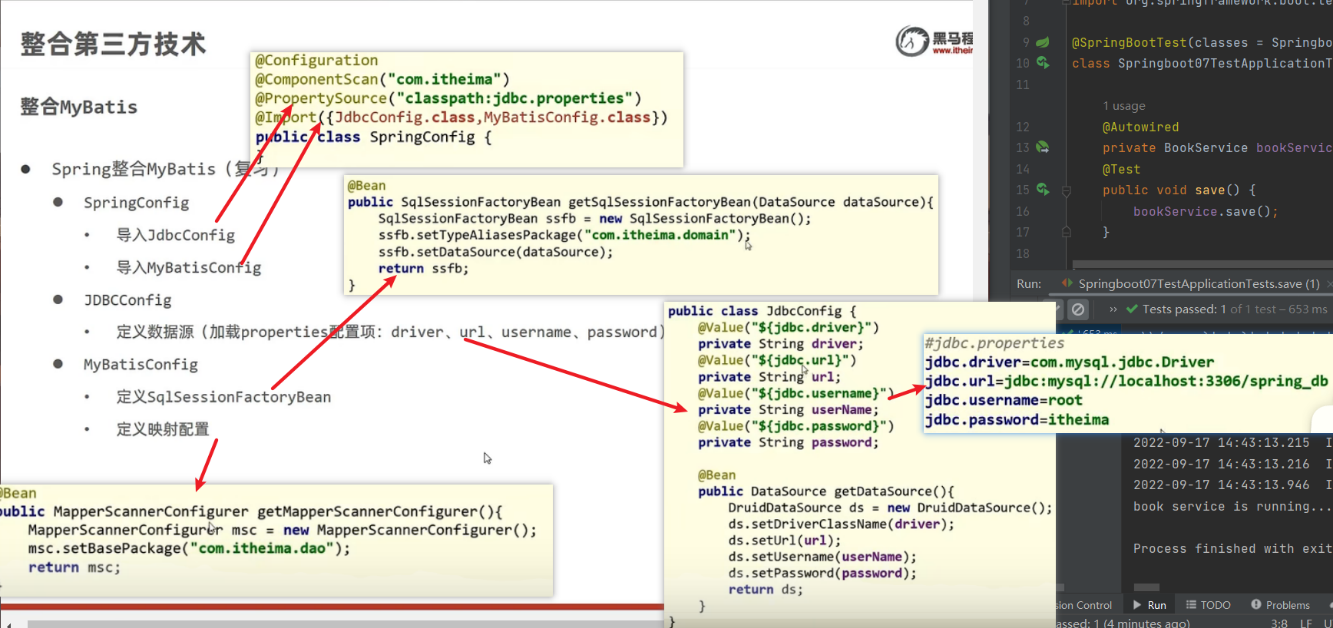 整合第三方技术
黑马程
www.ithei
整合MyBatis
@Configuration
@ComponentScan("com.itheima")
@PropertySource("classpath:jdbc.properties")
@Import({JdbcConfig.class,MyBatisConfig.class})
public class SpringConfig {
}
Spring整合MyBatis（复习）
SpringConfig
导入JdbcConfig
导入MyBatisConfig
JDBCConfig
定义数据源（加载properties配置项：driver、url、username、password）
MyBatisConfig
定义SqlSessionFactoryBean
定义映射配置
@Bean
public SqlSessionFactoryBean getSqlSessionFactoryBean(DataSource dataSource){
SqlSessionFactoryBean ssfb = new SqlSessionFactoryBean();
ssfb.setTypeAliasesPackage("com.itheima.domain");
ssfb.setDataSource(dataSource);
return ssfb;
}
@Bean
public MapperScannerConfigurer getMapperScannerConfigurer(){
MapperScannerConfigurer msc = new MapperScannerConfigurer();
msc.setBasePackage("com.itheima.dao");
return msc;
public class JdbcConfig {
@Value("${jdbc.driver}")
private String driver;
@Value("${jdbc.url}")
private String url;
@Value("${jdbc.username}")
private String userName;
@Value("${jdbc.password}")
private String password;
@Bean
public DataSource getDataSource(){
DruidDataSource ds = new DruidDataSource();
ds.setDriverClassName(driver);
ds.setUrl(url);
ds.setUsername(userName);
ds.setPassword(password);
return ds;
}
}
#jdbc.properties
jdbc.driver=com.mysql.jdbc.Driver
jdbc.url=jdbc:mysql://localhost:3306/spring_db
jdbc.username=root
jdbc.password=itheima
7 import org.springframework.boot.te
8
9 @SpringBootTest(classes = Springbo
10 class Springboot07TestApplicationT
11
1 usage
12 @Autowired
13 private BookService bookServic
14 @Test
15 public void save() {
16 bookService.save();
17 }
18
Run: Springboot07TestApplicationTests.save (1)
Tests passed: 1 of 1 test – 653 ms
2022-09-17 14:43:13.215 I
2022-09-17 14:43:13.216 I
2022-09-17 14:43:13.946 I
book service is running...
Process finished with exit
sion Control Run TODO Problems
assed: 1 (4 minutes ago) 3:8 LF U